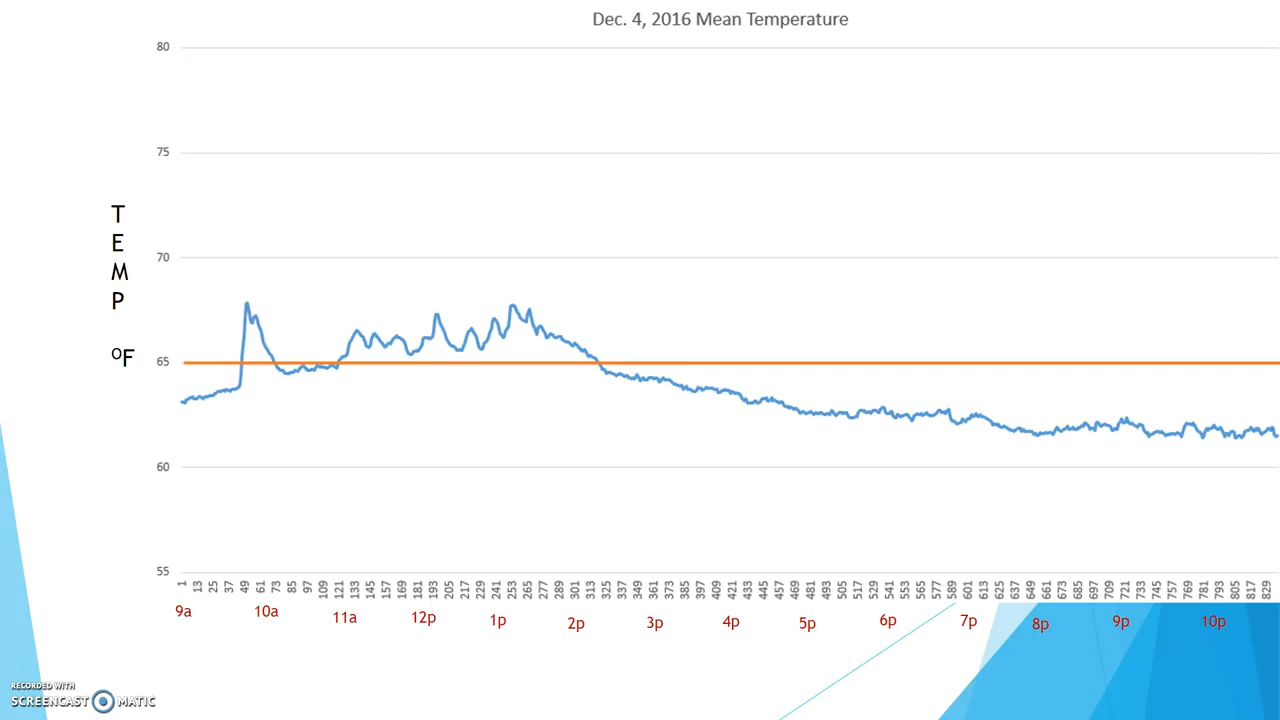 Dec. 4, 2016 Mean Temperature
80
75
70
65
60
55
T
E
M
P
OF
1 13 25 37 49 61 73 85 97 109 121 133 145 157 169 181 193 205 217 229 241 253 265 277 289 301 313 325 337 349 361 373 385 397 409 421 433 445 457 469 481 493 505 517 529 541 553 565 577 589 601 613 625 637 649 661 673 685 697 709 721 733 745 757 769 781 793 805 817 829
9a 10a 11a 12p 1p 2p 3p 4p 5p 6p 7p 8p 9p 10p
RECORDED WITH
SCREENCAST MATIC